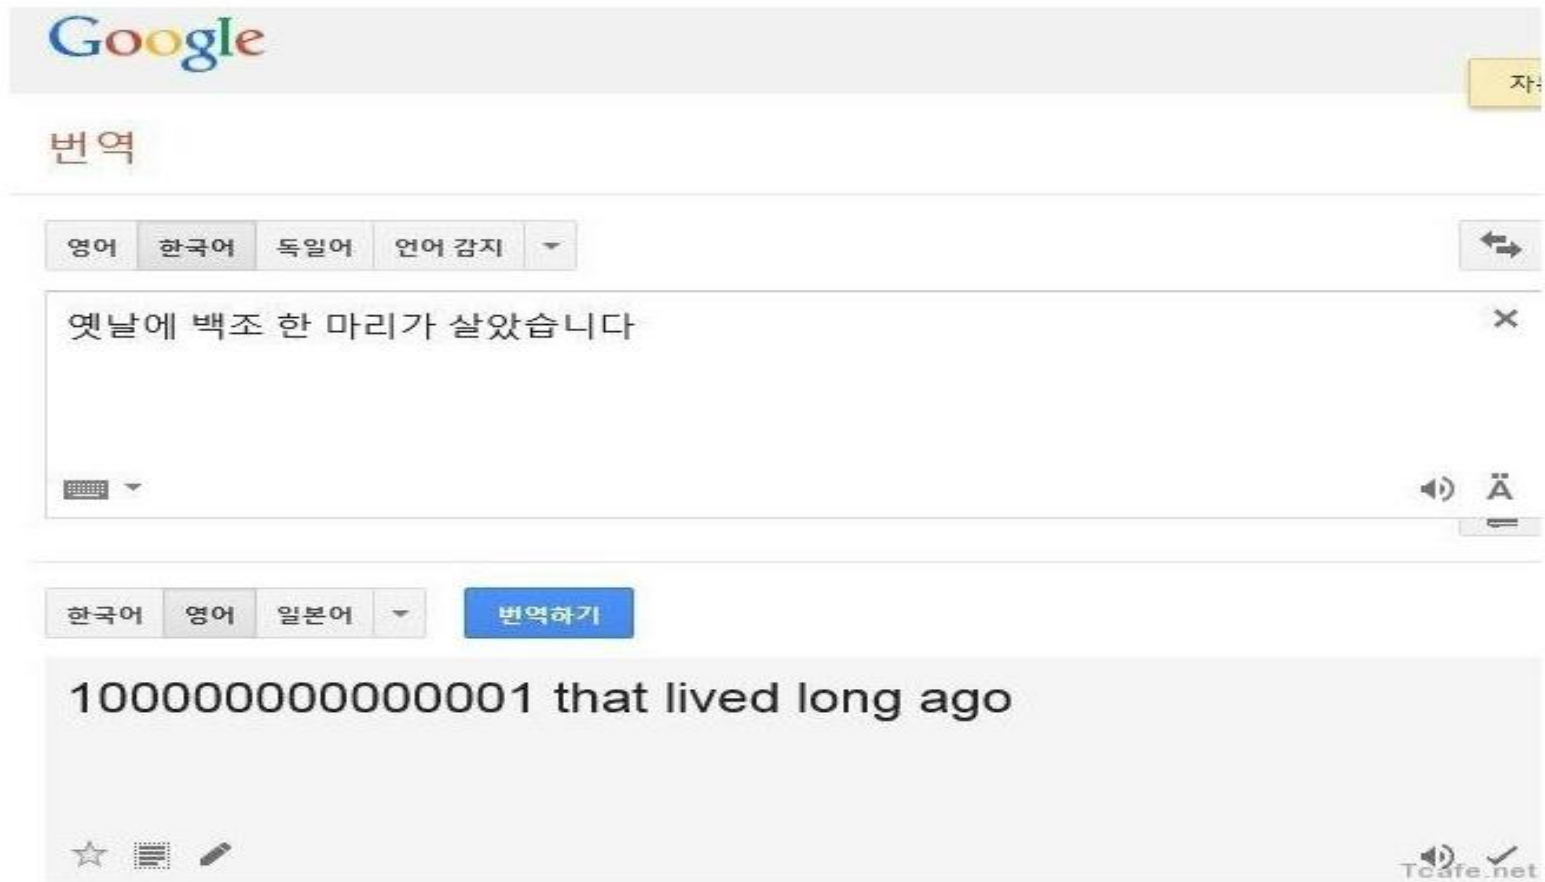 Google
번역
영어 한국어 독일어 언어 감지
옛날에 백조 한 마리가 살았습니다
Ä
한국어 영어 일본어 번역하기
100000000000001 that lived long ago
Tcafe.net